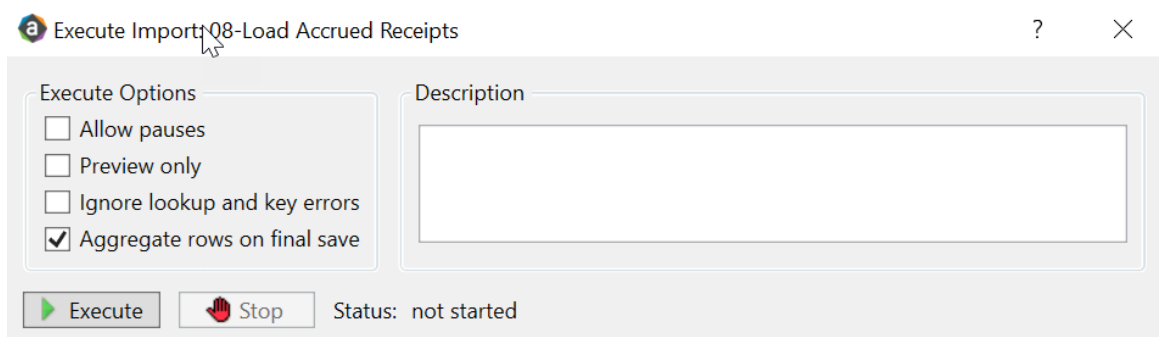 Execute Import: 08-Load Accrued Receipts
Execute Options
Allow pauses
Preview only
Ignore lookup and key errors
Aggregate rows on final save
Description
Execute
Stop
Status: not started